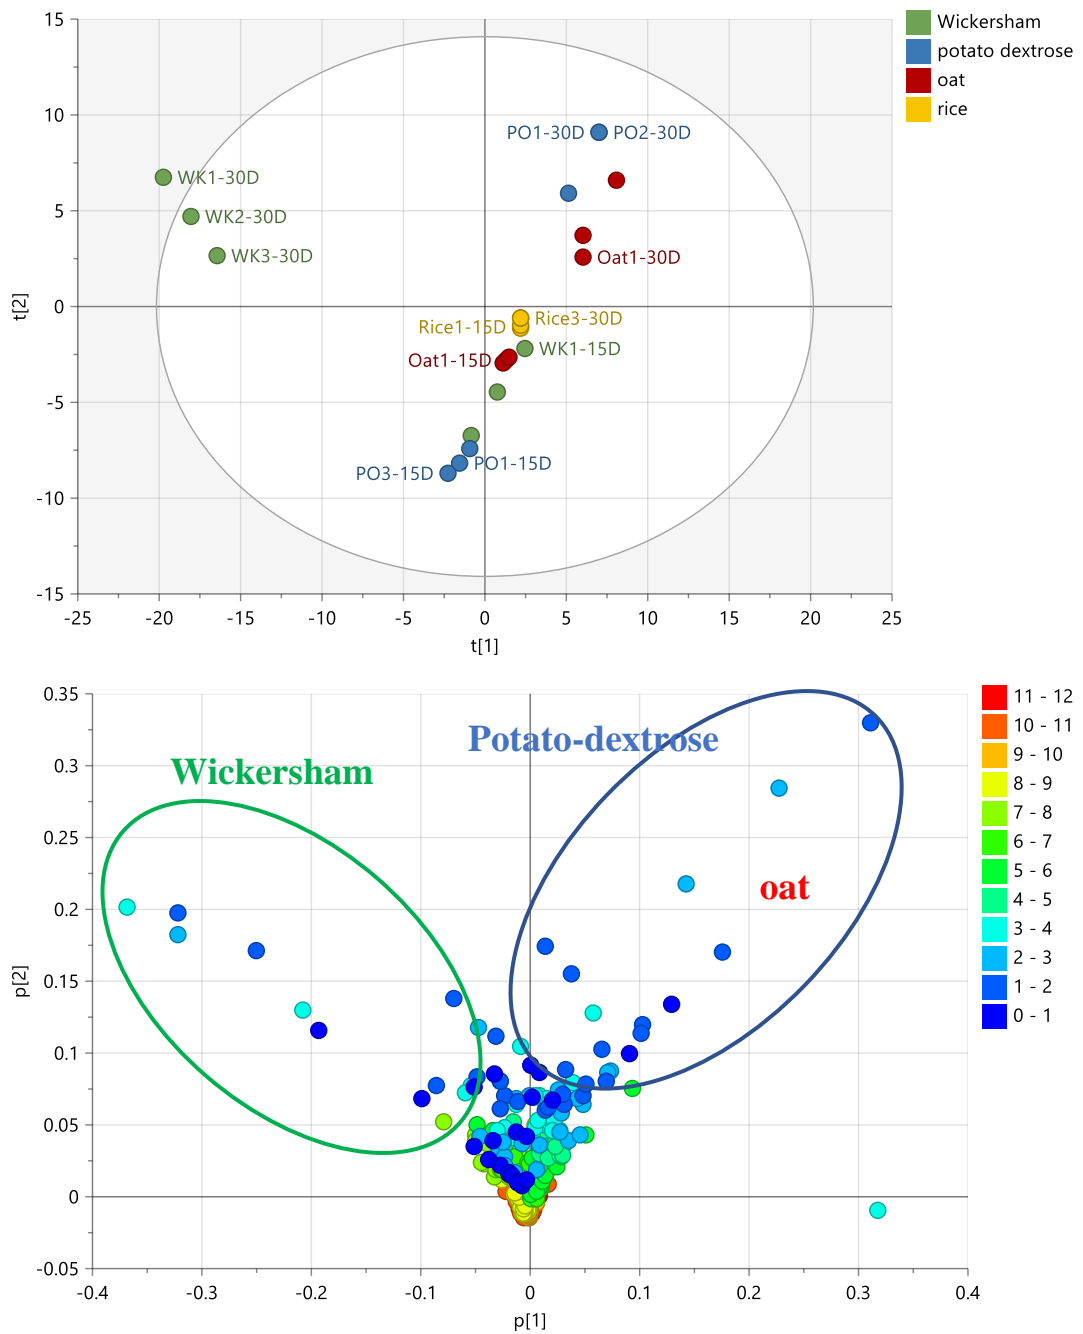 15
10
5
0
-5
-10
-15
t[2]
-25 -20 -15 -10 -5 0 5 10 15 20 25
t[1]
Wickersham
potato dextrose
oat
rice
PO1-30D PO2-30D
WK1-30D
WK2-30D
WK3-30D
Oat1-30D
Rice3-30D
Rice1-15D
WK1-15D
Oat1-15D
PO1-15D
PO3-15D
0.35
0.3
0.25
0.2
0.15
0.1
0.05
0
-0.05
p[2]
-0.4 -0.3 -0.2 -0.1 0 0.1 0.2 0.3 0.4
p[1]
Potato-dextrose
Wickersham
oat
11 - 12
10 - 11
9 - 10
8 - 9
7 - 8
6 - 7
5 - 6
4 - 5
3 - 4
2 - 3
1 - 2
0 - 1